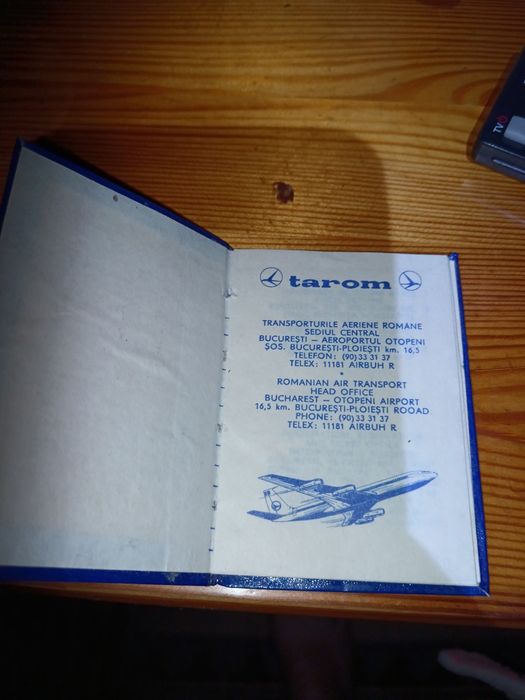 tarom
TRANSPORTURILE AERIENE ROMANE
SEDIUL CENTRAL
BUCUREȘTI — AEROPORTUL OTOPENI
ȘOS. BUCUREȘTI-PLOIEȘTI km. 16,5
TELEFON: (90) 33 31 37
TELEX: 11181 AIRBUH R
*
ROMANIAN AIR TRANSPORT
HEAD OFFICE
BUCHAREST — OTOPENI AIRPORT
16,5 km. BUCUREȘTI-PLOIEȘTI ROOAD
PHONE: (90) 33 31 37
TELEX: 11181 AIRBUH R
TV